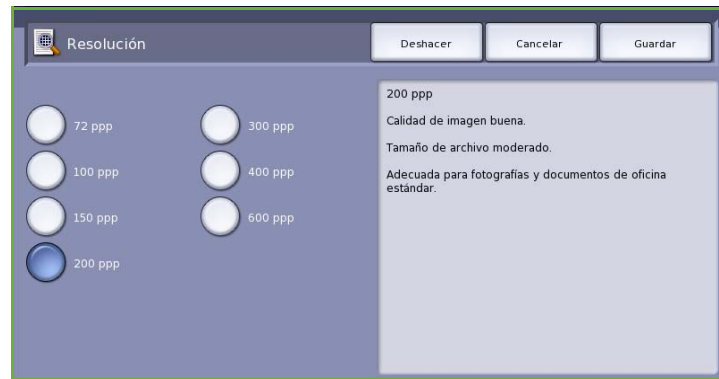 Resolución
Deshacer
Cancelar
Guardar
72 ppp
100 ppp
150 ppp
200 ppp
300 ppp
400 ppp
600 ppp
200 ppp
Calidad de imagen buena.
Tamaño de archivo moderado.
Adecuada para fotografías y documentos de oficina
estándar.